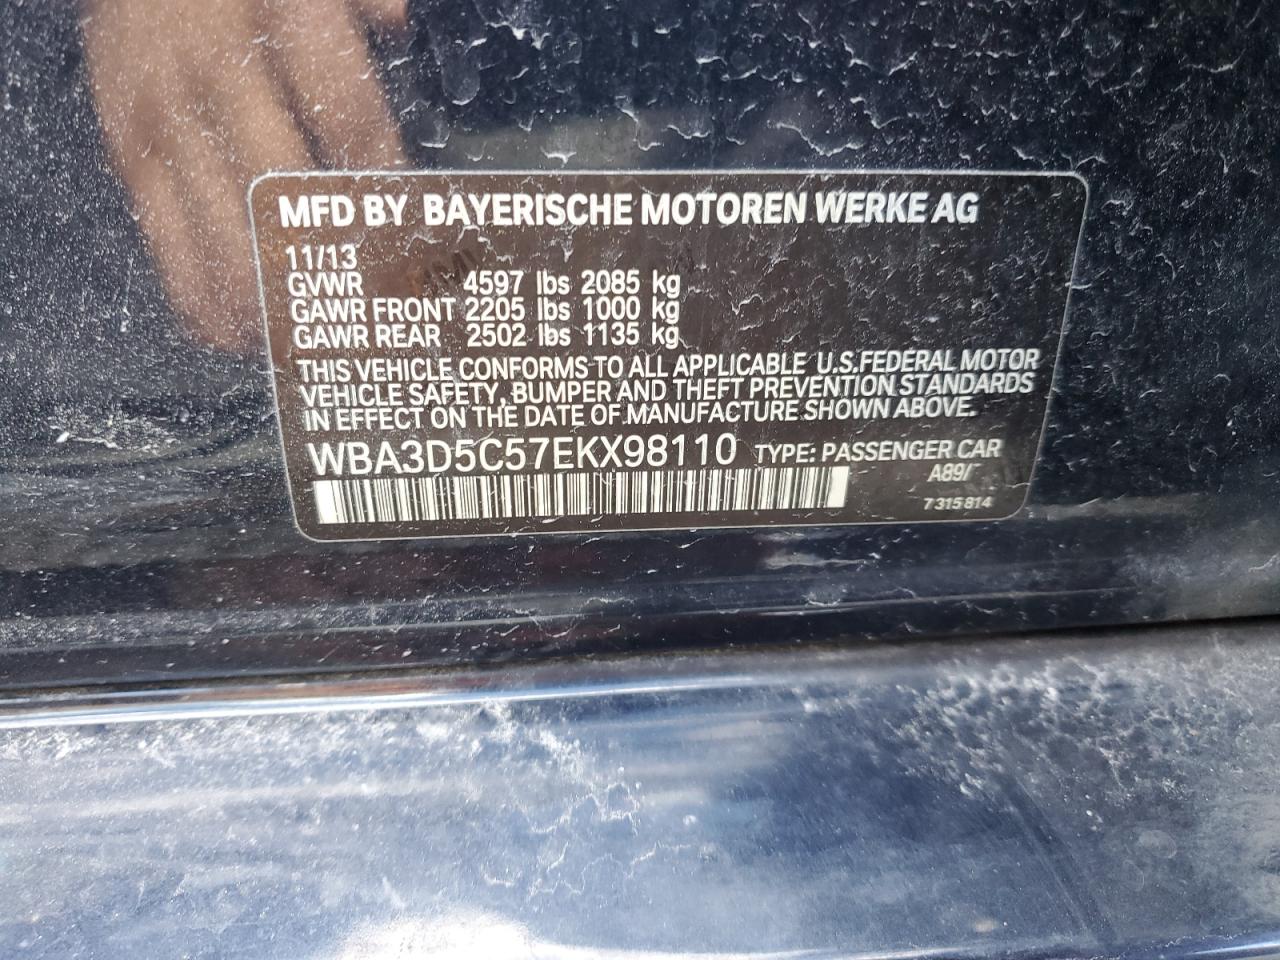 MFD BY BAYERISCHE MOTOREN WERKE AG
11/13
GVWR 4597 lbs 2085 kg
GAWR FRONT 2205 lbs 1000 kg
GAWR REAR 2502 lbs 1135 kg
THIS VEHICLE CONFORMS TO ALL APPLICABLE U.S.FEDERAL MOTOR
VEHICLE SAFETY, BUMPER AND THEFT PREVENTION STANDARDS
IN EFFECT ON THE DATE OF MANUFACTURE SHOWN ABOVE.
WBA3D5C57EKX98110 TYPE: PASSENGER CAR
A89/
7 315 814